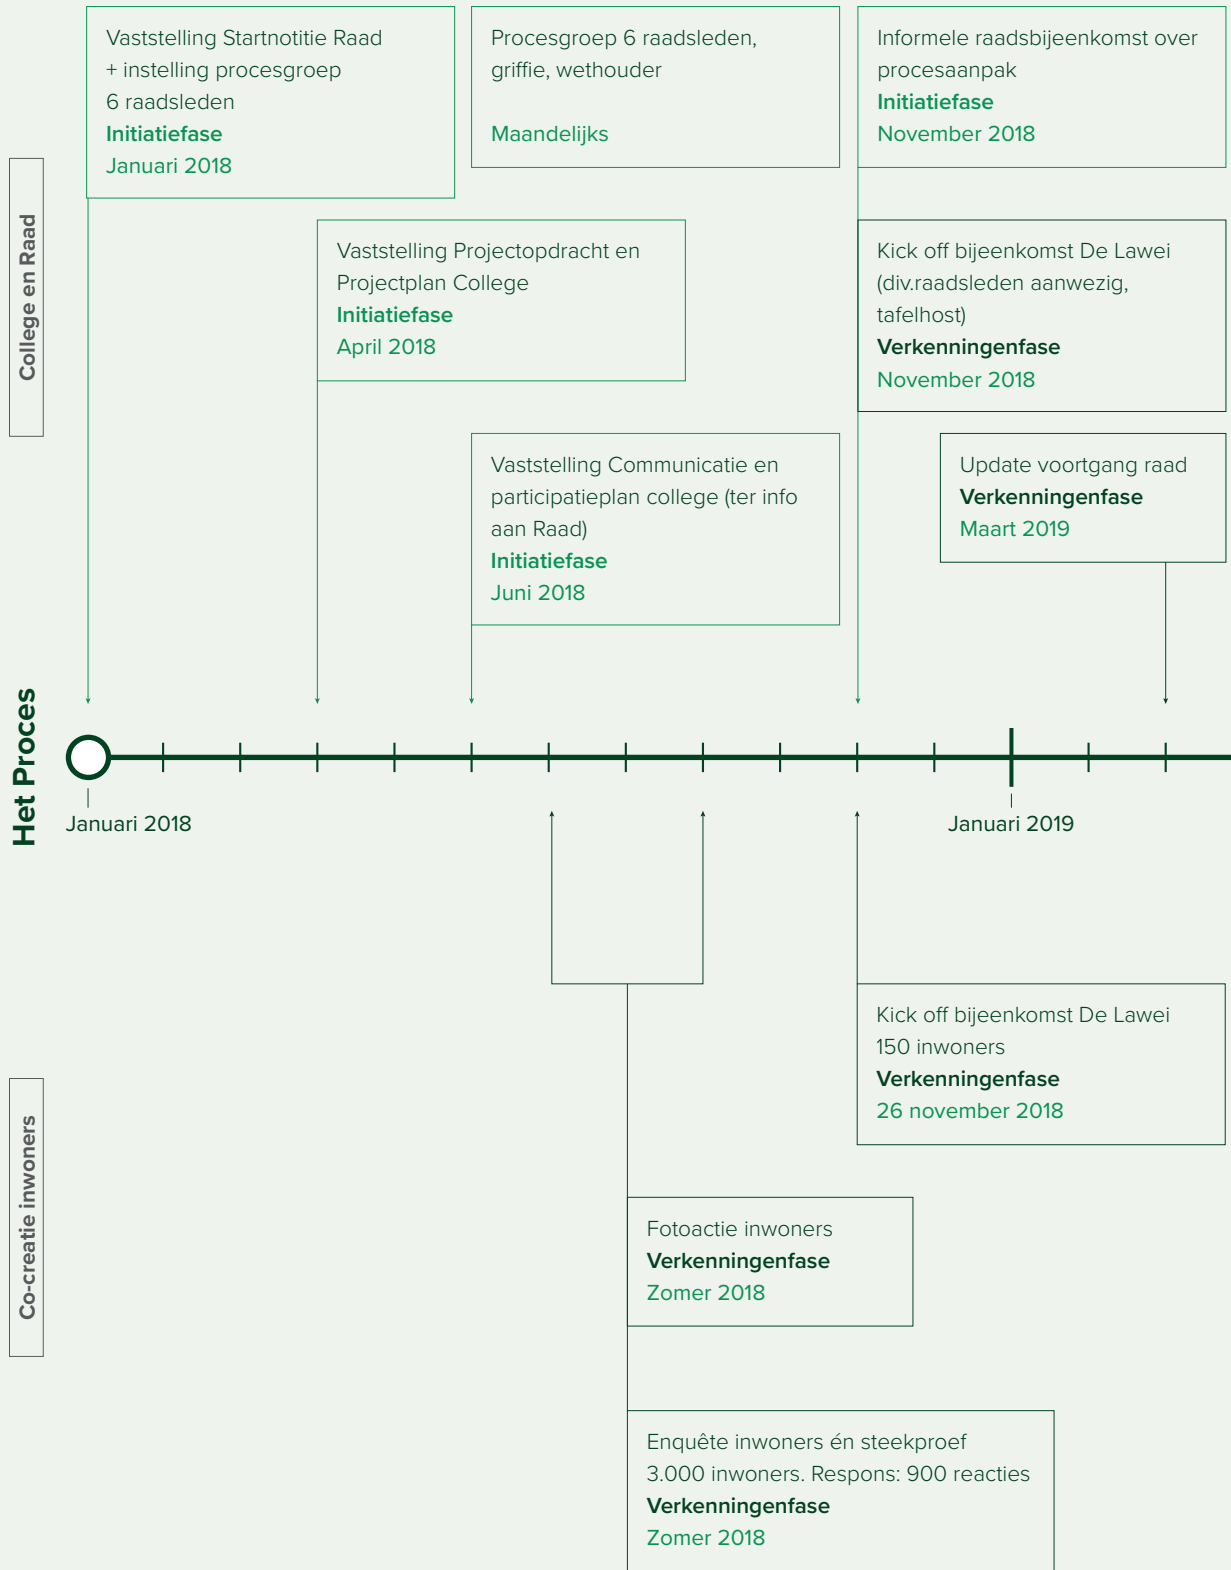 Vaststelling Startnotitie Raad
+ instelling procesgroep
6 raadsleden
Initiatiefase
Januari 2018
Procesgroep 6 raadsleden,
griffie, wethouder
Maandelijks
Informele raadsbijeenkomst over
procesaanpak
Initiatiefase
November 2018
College en Raad
Vaststelling Projectopdracht en
Projectplan College
Initiatiefase
April 2018
Kick off bijeenkomst De Lawei
(div.raadsleden aanwezig,
tafelhost)
Verkenningenfase
November 2018
Vaststelling Communicatie en
participatieplan college (ter info
aan Raad)
Initiatiefase
Juni 2018
Update voortgang raad
Verkenningenfase
Maart 2019
Het Proces
Januari 2018
Januari 2019
Kick off bijeenkomst De Lawei
150 inwoners
Verkenningenfase
26 november 2018
Co-creatie inwoners
Fotoactie inwoners
Verkenningenfase
Zomer 2018
Enquête inwoners én steekproef
3.000 inwoners. Respons: 900 reacties
Verkenningenfase
Zomer 2018